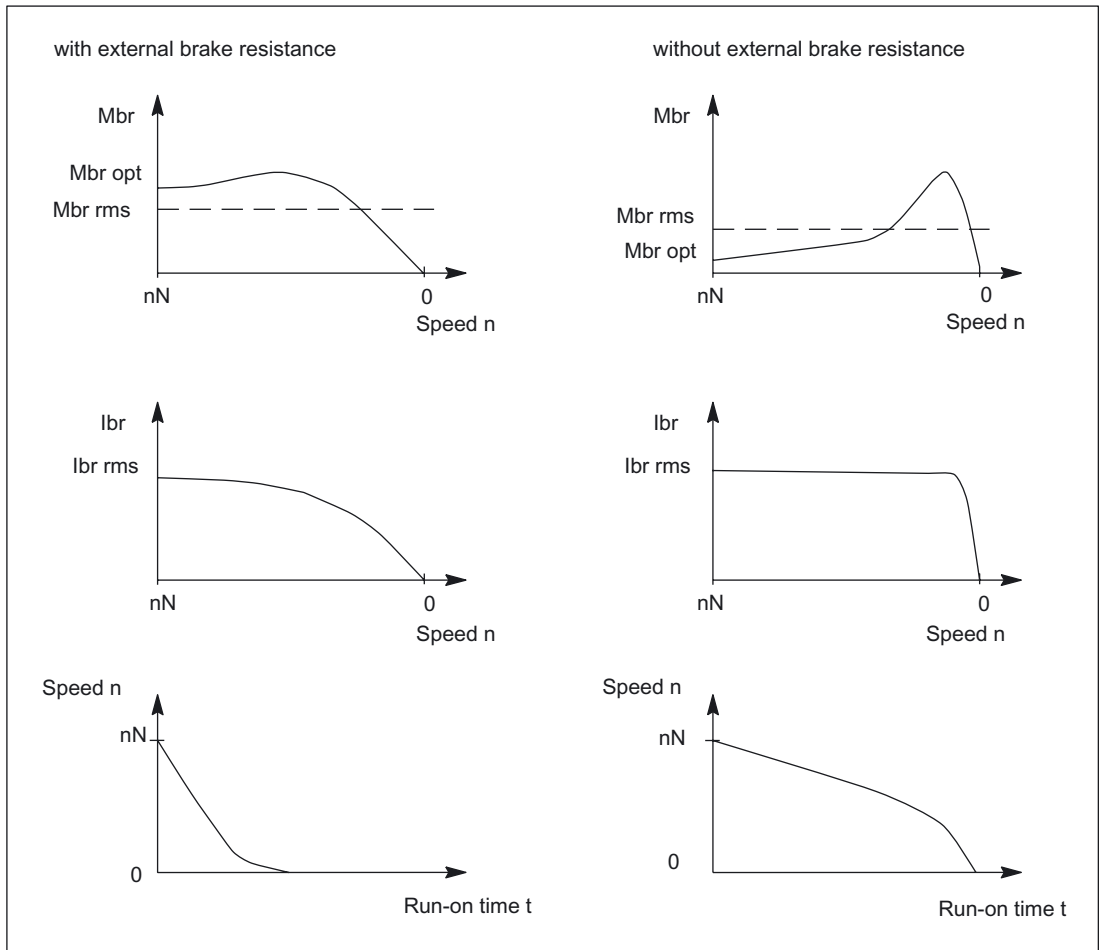 with external brake resistance
Mbr
Mbr opt
Mbr rms
nN
0
Speed n
Ibr
Ibr rms
nN
0
Speed n
Speed n
nN
0
Run-on time t
without external brake resistance
Mbr
Mbr rms
Mbr opt
nN
0
Speed n
Ibr
Ibr rms
nN
0
Speed n
Speed n
nN
0
Run-on time t